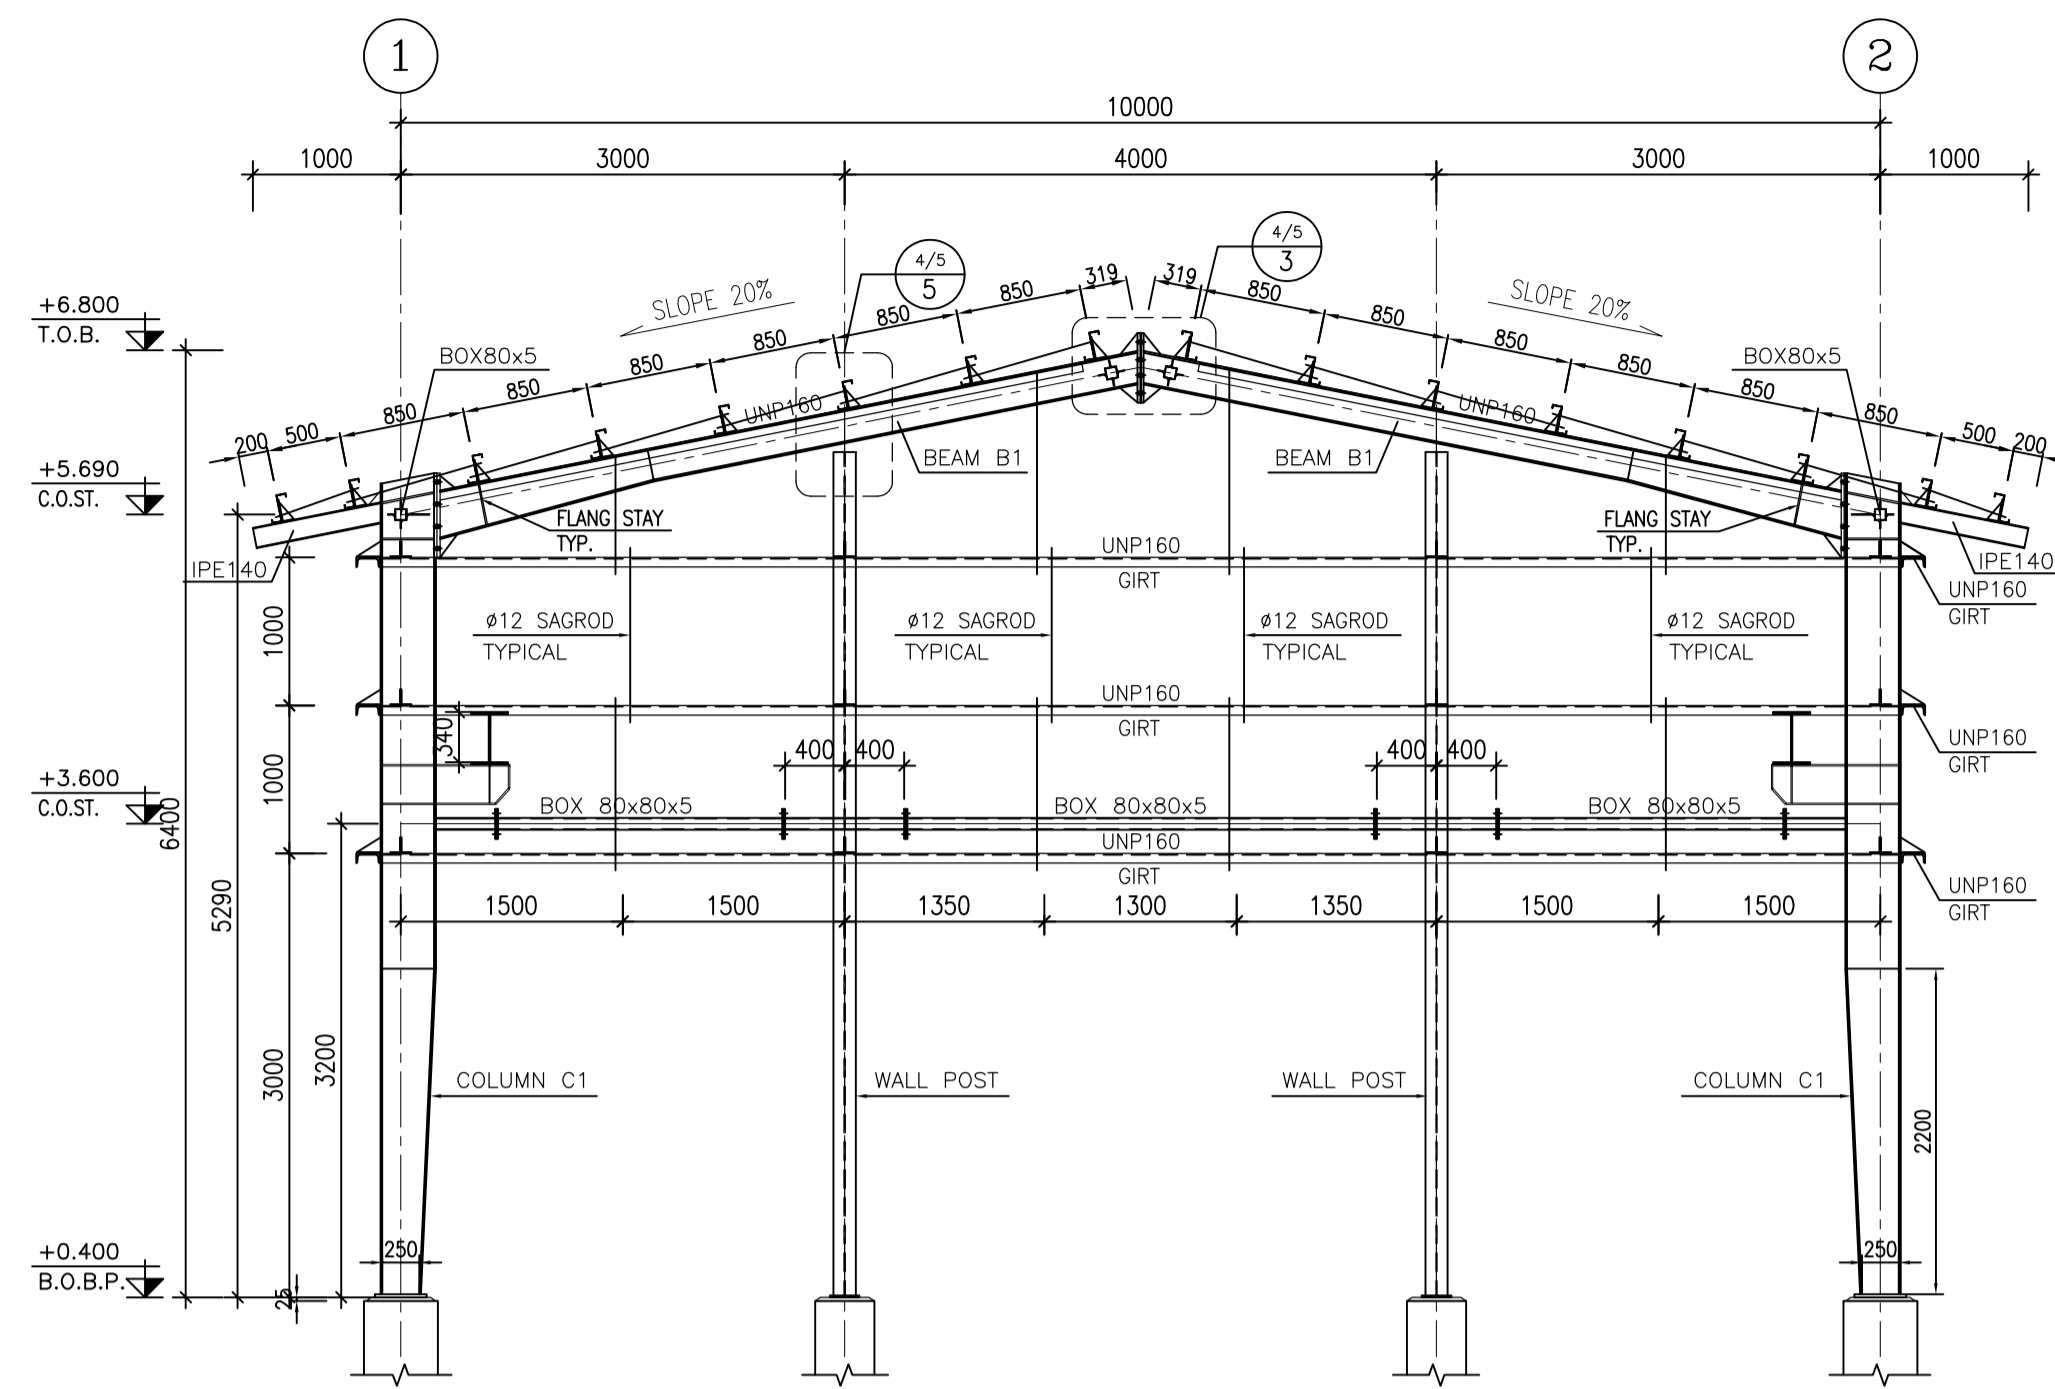 1
2
10000
1000
3000
4000
3000
1000
4/5
5
4/5
3
SLOPE 20%
SLOPE 20%
200
500
850
850
850
850
850
850
319
319
850
850
850
850
850
850
500
200
+6.800
T.O.B.
BOX80x5
BOX80x5
UNP160
UNP160
+5.690
C.O.ST.
BEAM B1
BEAM B1
FLANG STAY
TYP.
FLANG STAY
TYP.
IPE140
IPE140
UNP160
GIRT
UNP160
GIRT
1000
ø12 SAGROD
TYPICAL
ø12 SAGROD
TYPICAL
ø12 SAGROD
TYPICAL
ø12 SAGROD
TYPICAL
UNP160
GIRT
UNP160
GIRT
340
1000
400
400
400
400
+3.600
C.O.ST.
6400
BOX 80x80x5
BOX 80x80x5
BOX 80x80x5
UNP160
GIRT
UNP160
GIRT
5290
1500
1500
1350
1300
1350
1500
1500
3000
3200
COLUMN C1
WALL POST
WALL POST
COLUMN C1
2200
+0.400
B.O.B.P.
250
250
25